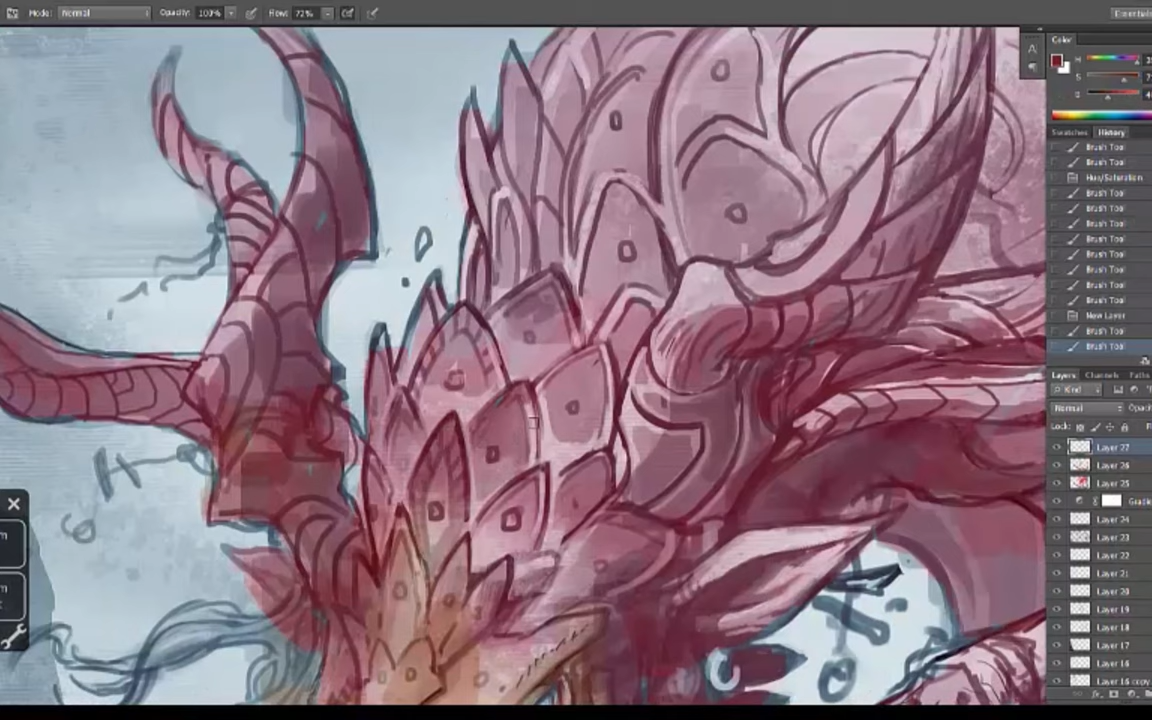 Mode: Normal Opacity: 100% Flow: 72%
Essentials
Color
H
S
B
Swatches History
Brush Tool
Brush Tool
Hue/Saturation
Brush Tool
Brush Tool
Brush Tool
Brush Tool
Brush Tool
Brush Tool
Brush Tool
Brush Tool
New Layer
Brush Tool
Brush Tool
Layers Channels Paths
Kind
Normal
Lock:
Layer 27
Layer 26
Layer 25
Layer 24
Layer 23
Layer 22
Layer 21
Layer 20
Layer 19
Layer 18
Layer 17
Layer 16
Layer 16 copy